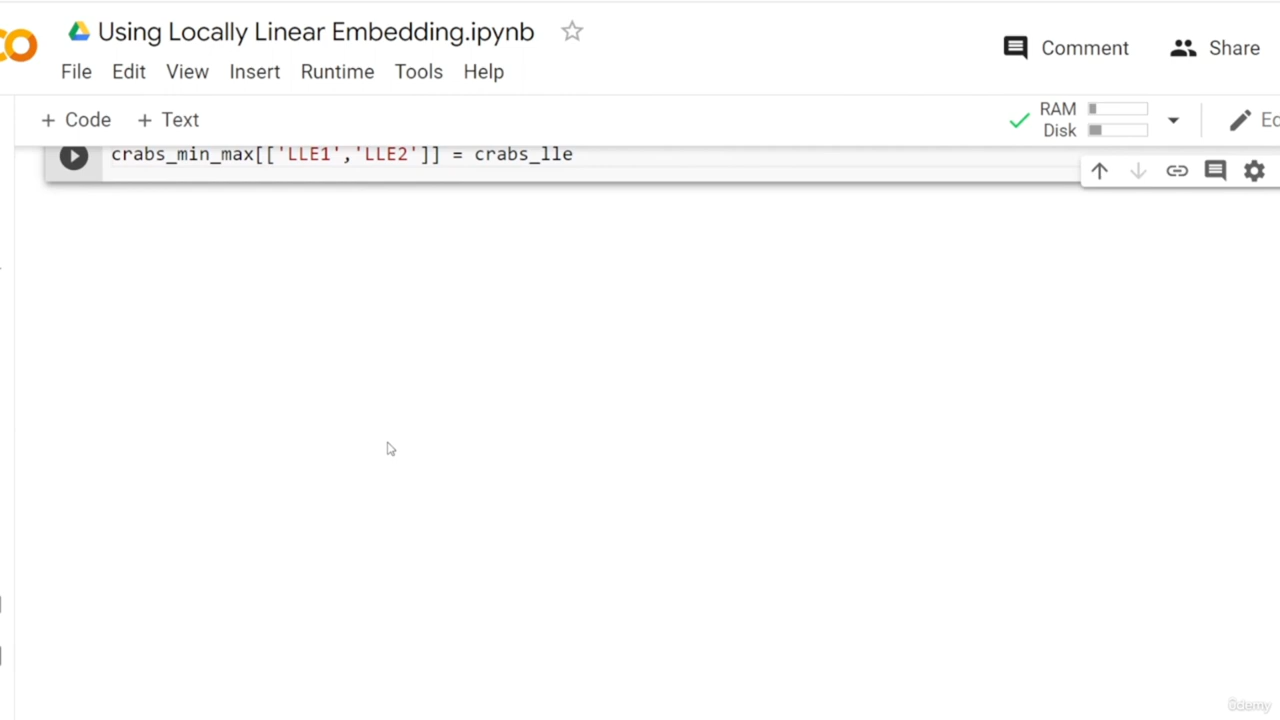 Using Locally Linear Embedding.ipynb
Comment
Share
File Edit View Insert Runtime Tools Help
+ Code + Text
RAM
Disk
crabs_min_max[['LLE1','LLE2']] = crabs_lle
ûdemy